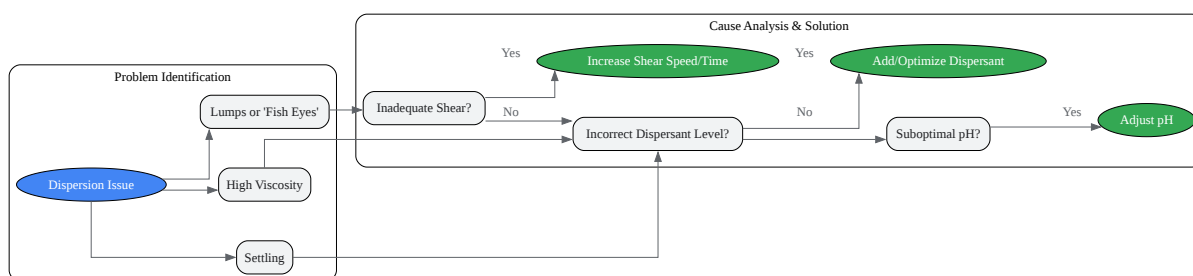 Cause Analysis & Solution
Yes
Increase Shear Speed/Time
Yes
Add/Optimize Dispersant
Problem Identification
Lumps or 'Fish Eyes'
Inadequate Shear?
No
Incorrect Dispersant Level?
No
Suboptimal pH?
Yes
Adjust pH
Dispersion Issue
High Viscosity
Settling